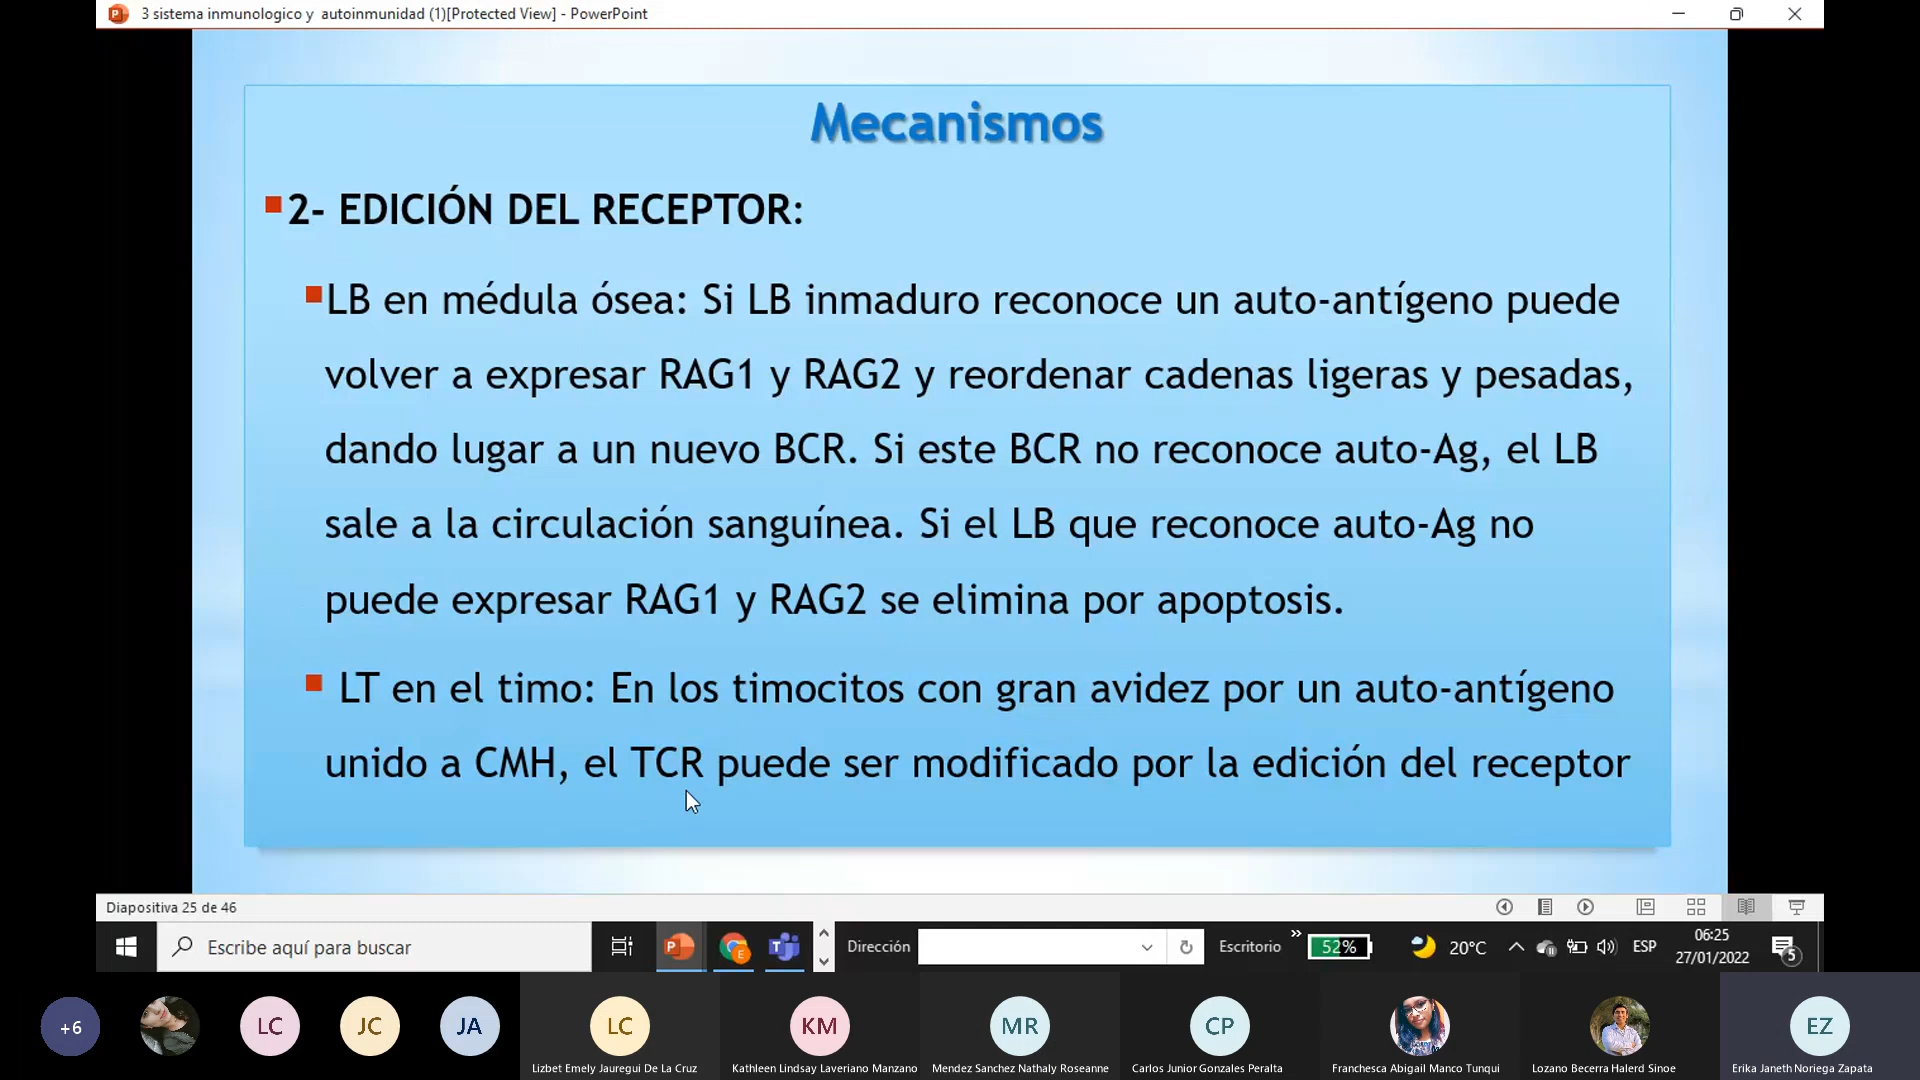 3 sistema inmunologico y  autoinmunidad (1)[Protected View] - PowerPoint
Mecanismos
2- EDICIÓN DEL RECEPTOR:
LB en médula ósea: Si LB inmaduro reconoce un auto-antígeno puede
volver a expresar RAG1 y RAG2 y reordenar cadenas ligeras y pesadas,
dando lugar a un nuevo BCR. Si este BCR no reconoce auto-Ag, el LB
sale a la circulación sanguínea. Si el LB que reconoce auto-Ag no
puede expresar RAG1 y RAG2 se elimina por apoptosis.
LT en el timo: En los timocitos con gran avidez por un auto-antígeno
unido a CMH, el TCR puede ser modificado por la edición del receptor
Diapositiva 25 de 46
Escribe aquí para buscar
Dirección
Escritorio
52%
20°C
ESP
06:25
27/01/2022
5
+6
LC
JC
JA
LC
KM
MR
CP
EZ
Lizbet Emely Jauregui De La Cruz
Kathleen Lindsay Laveriano Manzano
Mendez Sanchez Nathaly Roseanne
Carlos Junior Gonzales Peralta
Franchesca Abigail Manco Tunqui
Lozano Becerra Halerd Sinoe
Erika Janeth Noriega Zapata